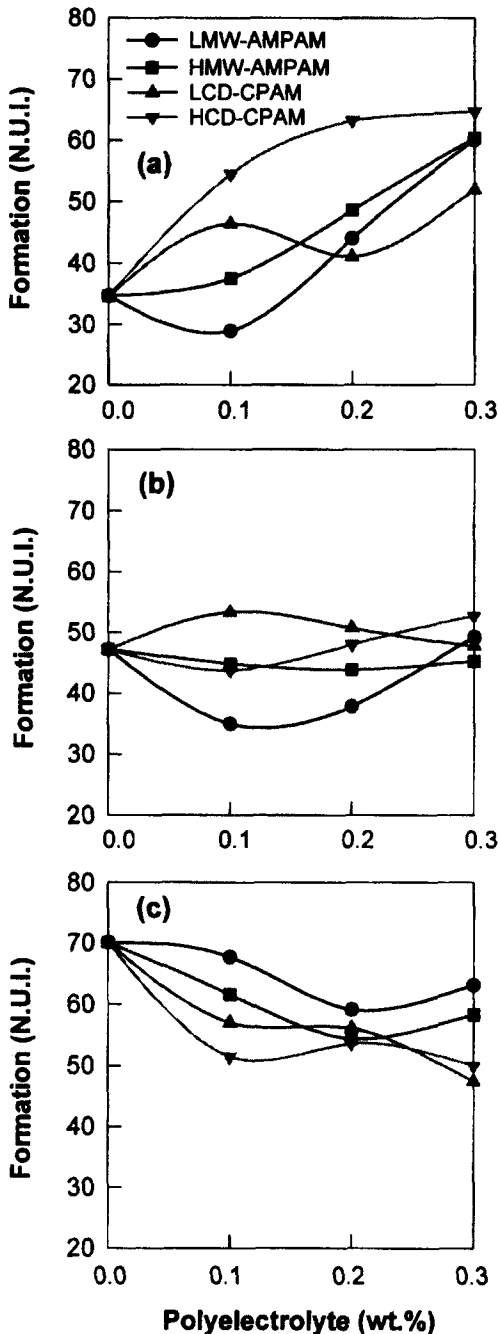 80
70
60
50
40
30
20
Formation (N.U.I.)
LMW-AMPAM
HMW-AMPAM
LCD-CPAM
HCD-CPAM
(a)
0.0 0.1 0.2 0.3
80
70
60
50
40
30
20
Formation (N.U.I.)
(b)
0.0 0.1 0.2 0.3
80
70
60
50
40
30
20
Formation (N.U.I.)
(c)
0.0 0.1 0.2 0.3
Polyelectrolyte (wt.%)